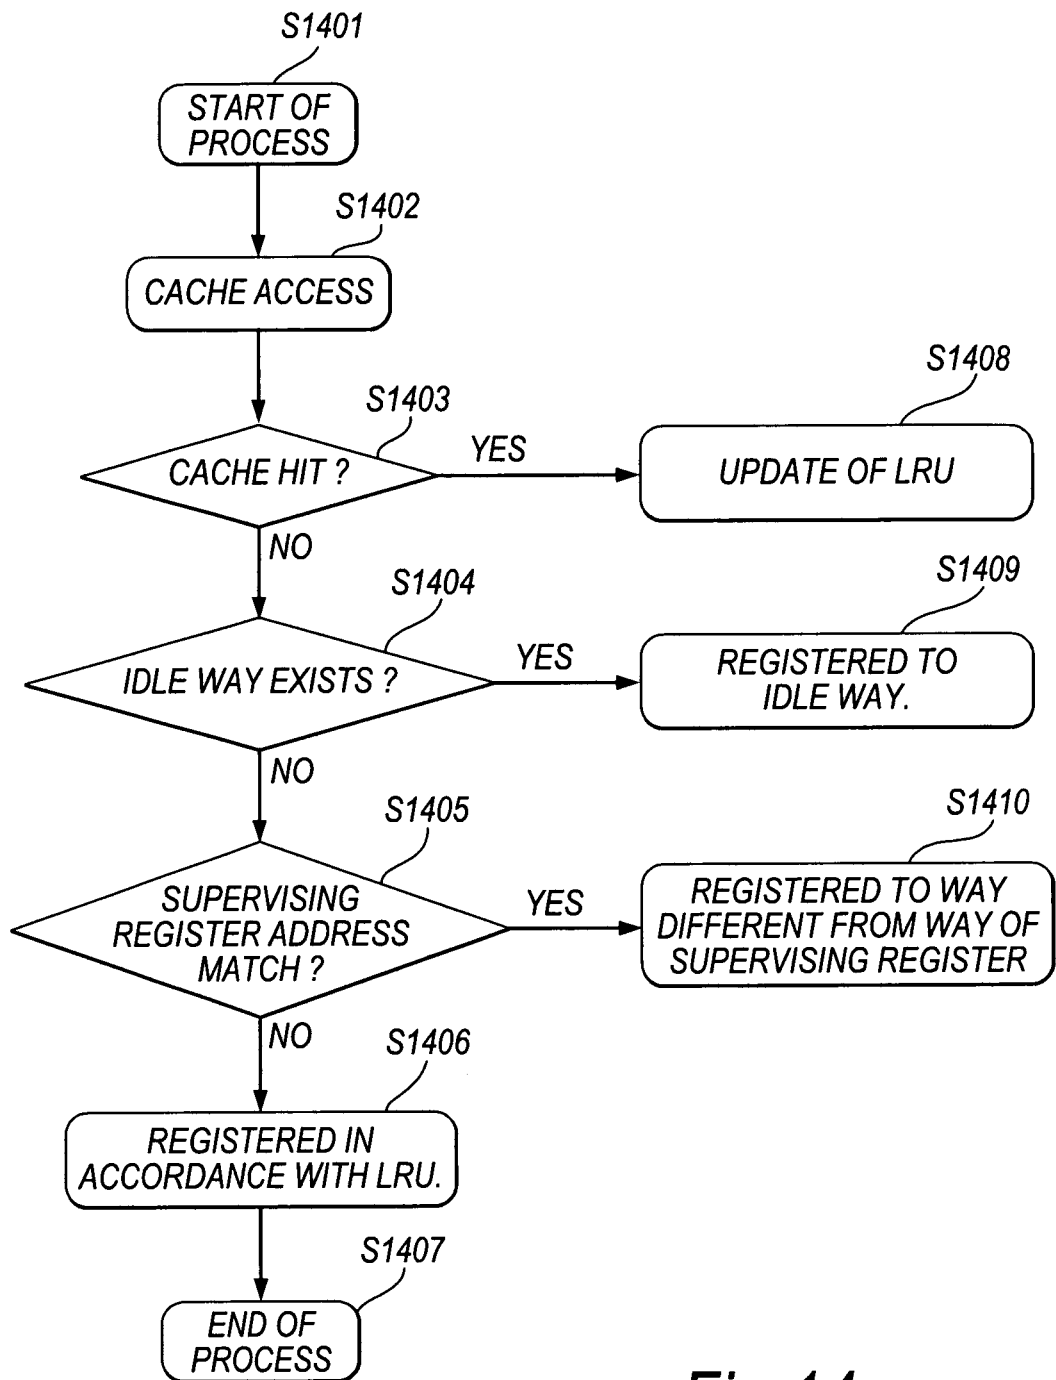 S1401
START OF
PROCESS
S1402
CACHE ACCESS
S1403
CACHE HIT ?
YES
S1408
UPDATE OF LRU
NO
S1404
IDLE WAY EXISTS ?
YES
S1409
REGISTERED TO
IDLE WAY.
NO
S1405
SUPERVISING
REGISTER ADDRESS
MATCH ?
YES
S1410
REGISTERED TO WAY
DIFFERENT FROM WAY OF
SUPERVISING REGISTER
NO
S1406
REGISTERED IN
ACCORDANCE WITH LRU.
S1407
END OF
PROCESS